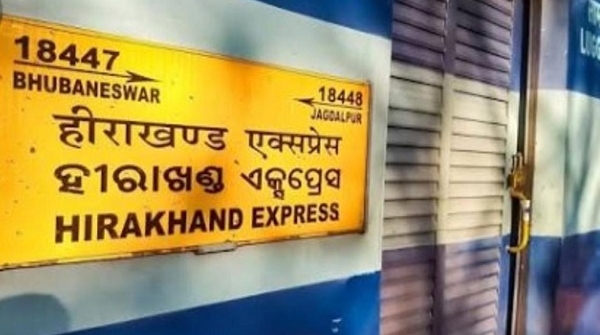 18447
BHUBANESWAR
18448
JAGDALPUR
हीराखण्ड एक्सप्रेस
ହୀରାଖଣ୍ଡ ଏକ୍ସପ୍ରେସ
HIRAKHAND EXPRESS